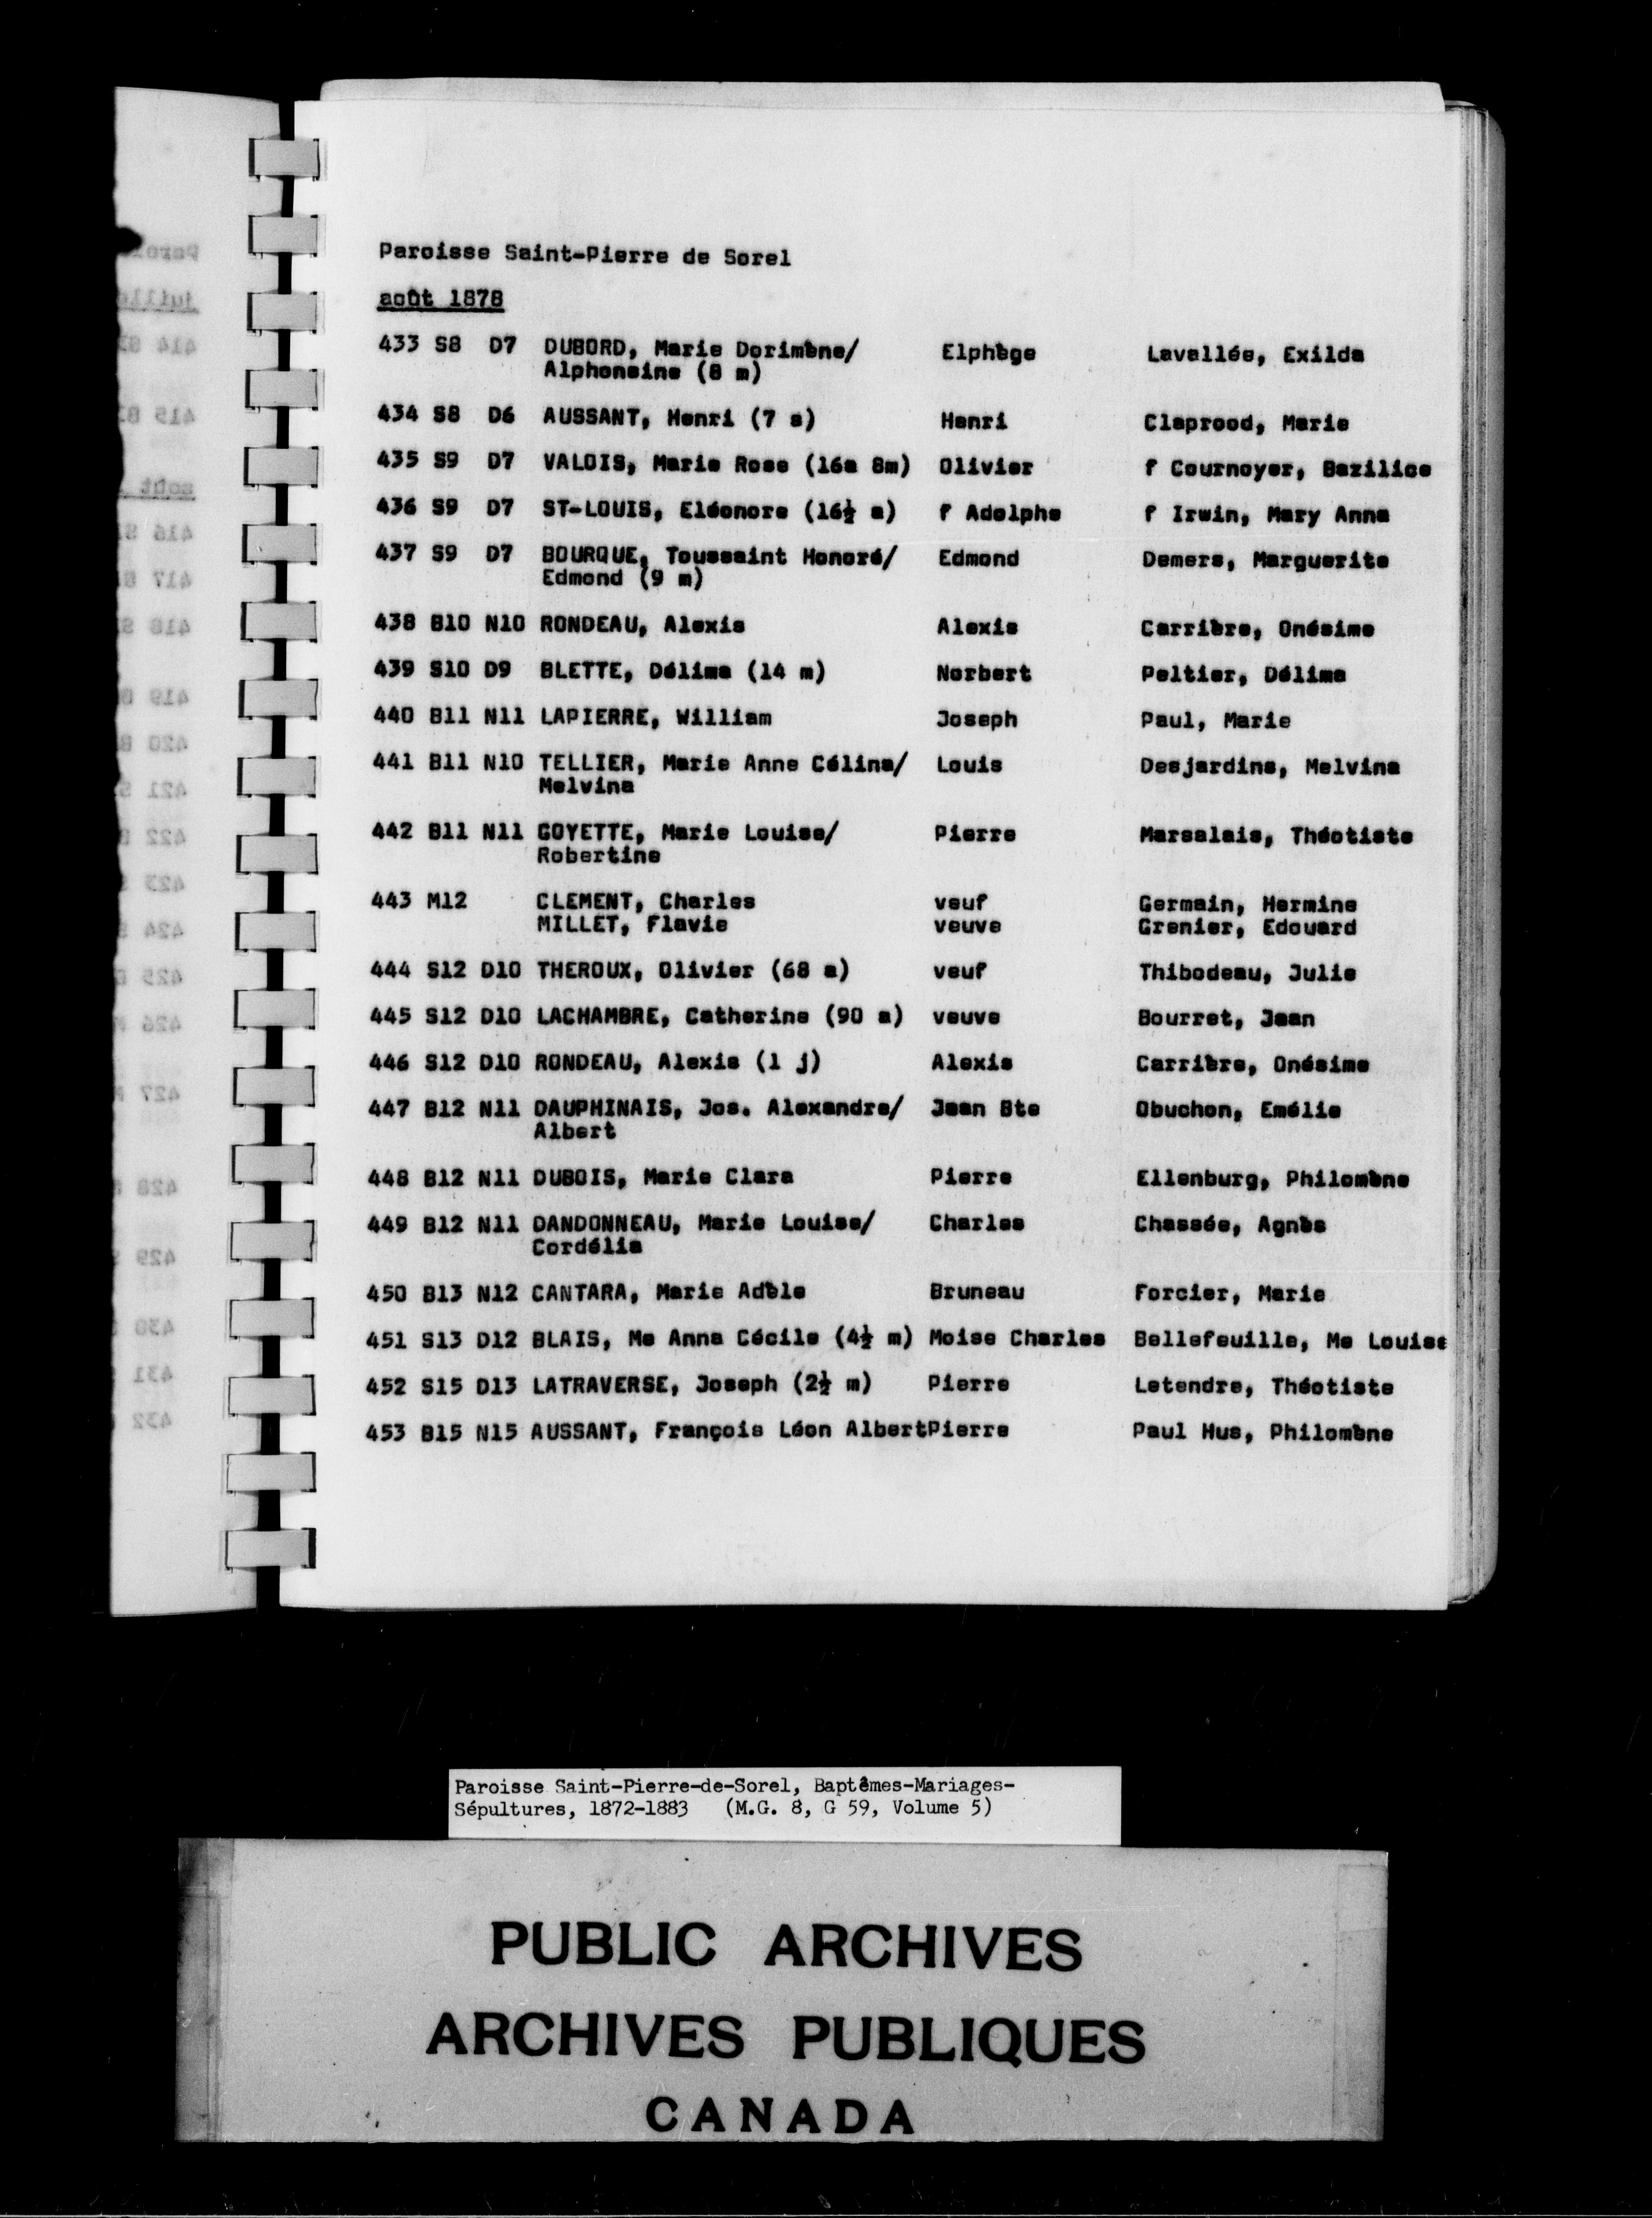 Paroisse Saint-Pierre de Sorel
août 1878
433 S8 D7 DUBORD, Marie Dorimène/ Elphège Lavallée, Exilda
Alphonsine (8 m)
434 S8 D6 AUSSANT, Henri (7 s) Henri Claprood, Marie
435 S9 D7 VALOIS, Marie Rose (16a 8m) Olivier f Cournoyer, Bazilice
436 S9 D7 ST-LOUIS, Eléonore (16½ a) f Adolphe f Irwin, Mary Anna
437 S9 D7 BOURQUE, Toussaint Honoré/ Edmond Demers, Marguerite
Edmond (9 m)
438 B10 N10 RONDEAU, Alexis Alexis Carrière, Onésime
439 S10 D9 BLETTE, Délima (14 m) Norbert Peltier, Délima
440 B11 N11 LAPIERRE, William Joseph Paul, Marie
441 B11 N10 TELLIER, Marie Anne Célina/ Louis Desjardins, Melvina
Melvina
442 B11 N11 GOYETTE, Marie Louise/ Pierre Marsalais, Théotiste
Robertine
443 M12 CLEMENT, Charles veuf Germain, Hermine
MILLET, Flavie veuve Grenier, Edouard
444 S12 D10 THEROUX, Olivier (68 a) veuf Thibodeau, Julie
445 S12 D10 LACHAMBRE, Catherine (90 a) veuve Bourret, Jean
446 S12 D10 RONDEAU, Alexis (1 j) Alexis Carrière, Onésime
447 B12 N11 DAUPHINAIS, Jos. Alexandre/ Jean Bte Obuchon, Emélie
Albert
448 B12 N11 DUBOIS, Marie Clara Pierre Ellenburg, Philomène
449 B12 N11 DANDONNEAU, Marie Louise/ Charles Chassée, Agnès
Cordélia
450 B13 N12 CANTARA, Marie Adèle Bruneau Forcier, Marie
451 S13 D12 BLAIS, Me Anna Cécile (4½ m) Moise Charles Bellefeuille, Me Louise
452 S15 D13 LATRAVERSE, Joseph (2½ m) Pierre Letendre, Théotiste
453 B15 N15 AUSSANT, François Léon AlbertPierre Paul Hus, Philomène
Paroisse Saint-Pierre-de-Sorel, Baptêmes-Mariages-
Sépultures, 1872-1883 (M.G. 8, G 59, Volume 5)
PUBLIC ARCHIVES
ARCHIVES PUBLIQUES
CANADA